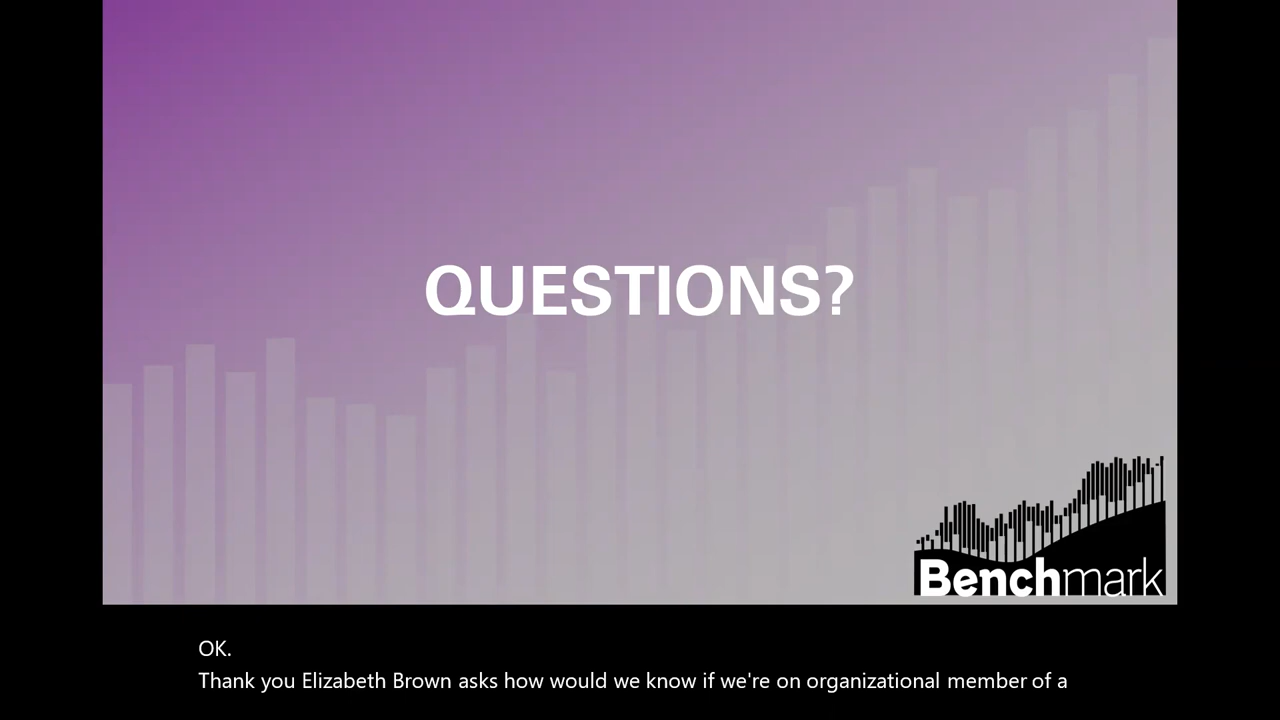 QUESTIONS?
Benchmark
OK.
Thank you Elizabeth Brown asks how would we know if we're on organizational member of a